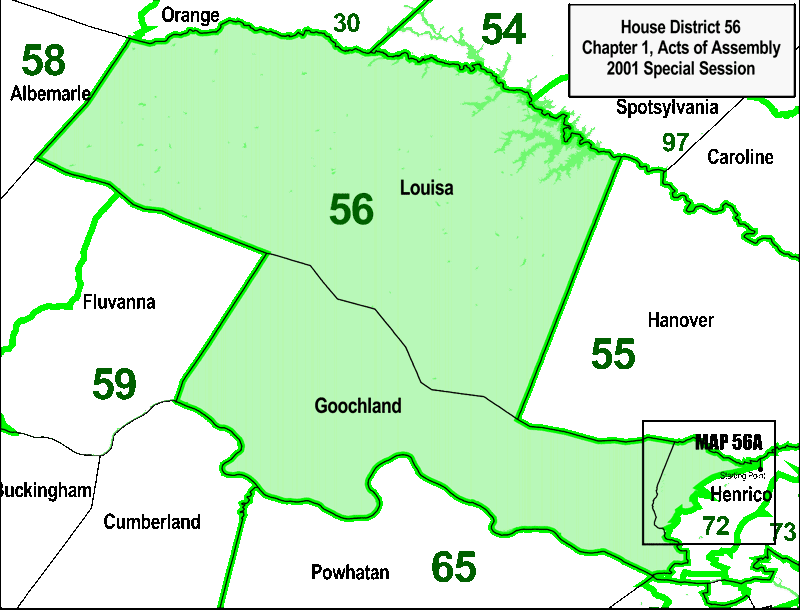 Orange
30
54
House District 56
Chapter 1, Acts of Assembly
2001 Special Session
58
Albemarle
Spotsylvania
97
Caroline
Louisa
56
Fluvanna
Hanover
55
59
Goochland
MAP 56A
Starting Point
Henrico
72
73
Buckingham
Cumberland
Powhatan
65